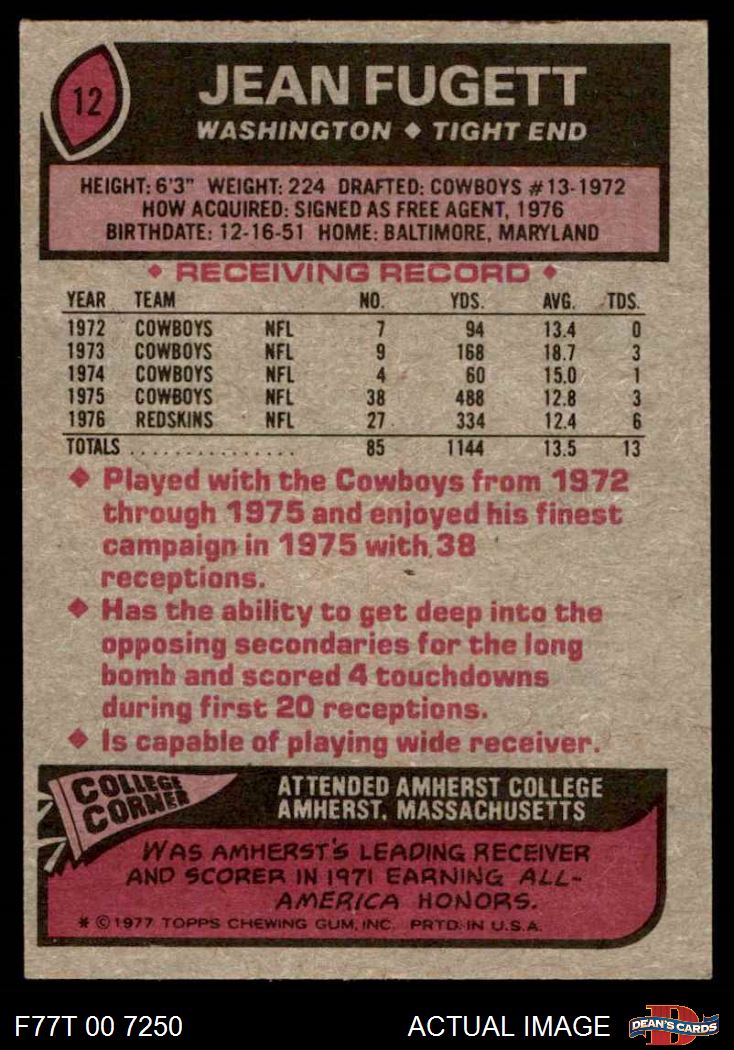 12
JEAN FUGETT
WASHINGTON ◆ TIGHT END
HEIGHT: 6'3" WEIGHT: 224 DRAFTED: COWBOYS #13-1972
HOW ACQUIRED: SIGNED AS FREE AGENT, 1976
BIRTHDATE: 12-16-51 HOME: BALTIMORE, MARYLAND
◆ RECEIVING RECORD ◆
YEAR TEAM NO. YDS. AVG. TDS.
1972 COWBOYS NFL 7 94 13.4 0
1973 COWBOYS NFL 9 168 18.7 3
1974 COWBOYS NFL 4 60 15.0 1
1975 COWBOYS NFL 38 488 12.8 3
1976 REDSKINS NFL 27 334 12.4 6
TOTALS . . . . . . . . . . . . . . . 85 1144 13.5 13
◆ Played with the Cowboys from 1972
through 1975 and enjoyed his finest
campaign in 1975 with 38
receptions.
◆ Has the ability to get deep into the
opposing secondaries for the long
bomb and scored 4 touchdowns
during first 20 receptions.
◆ Is capable of playing wide receiver.
COLLEGE
CORNER
ATTENDED AMHERST COLLEGE
AMHERST, MASSACHUSETTS
WAS AMHERST'S LEADING RECEIVER
AND SCORER IN 1971 EARNING ALL-
AMERICA HONORS.
* © 1977 TOPPS CHEWING GUM, INC. PRTD. IN U.S.A.
F77T 00 7250 ACTUAL IMAGE
D
DEAN'S CARDS